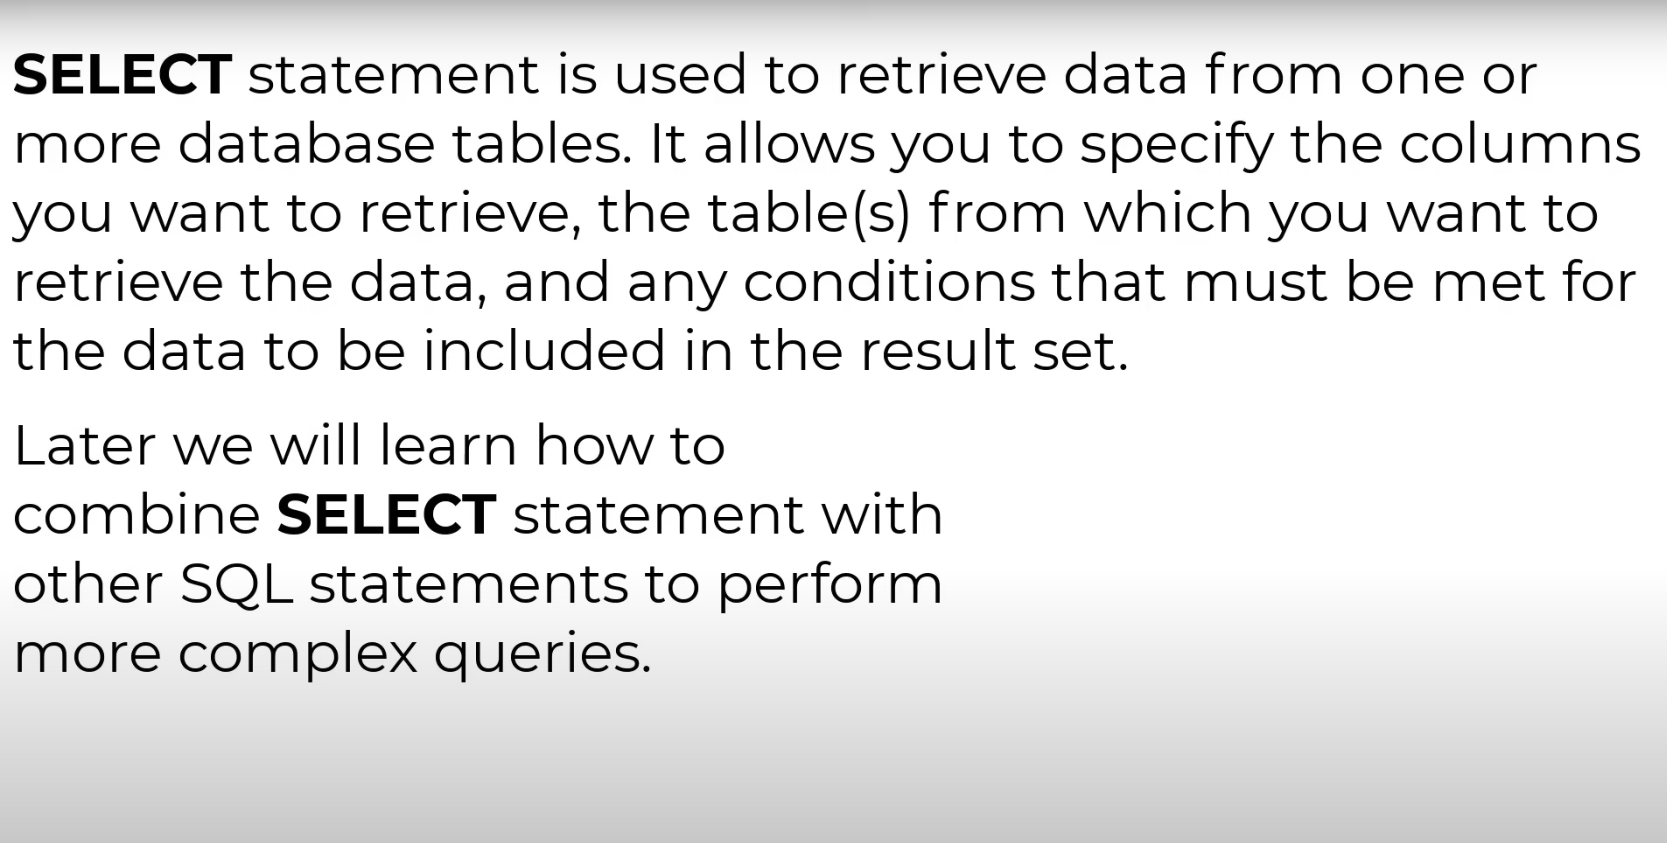 SELECT statement is used to retrieve data from one or
more database tables. It allows you to specify the columns
you want to retrieve, the table(s) from which you want to
retrieve the data, and any conditions that must be met for
the data to be included in the result set.
Later we will learn how to
combine SELECT statement with
other SQL statements to perform
more complex queries.